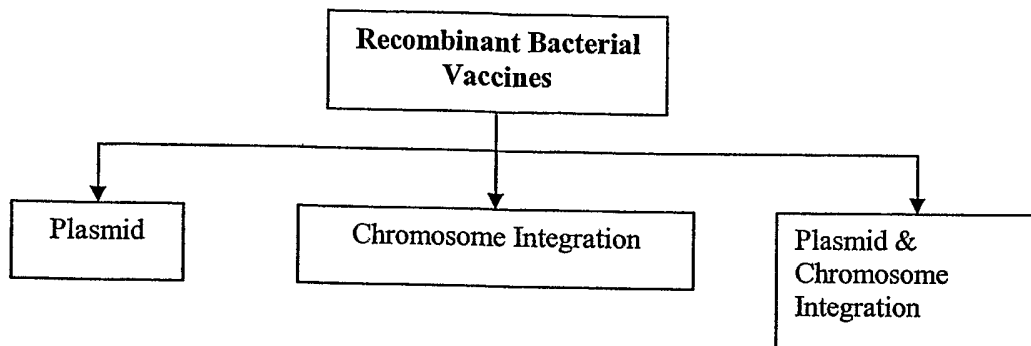 Recombinant Bacterial
Vaccines
Plasmid
Chromosome Integration
Plasmid &
Chromosome
Integration